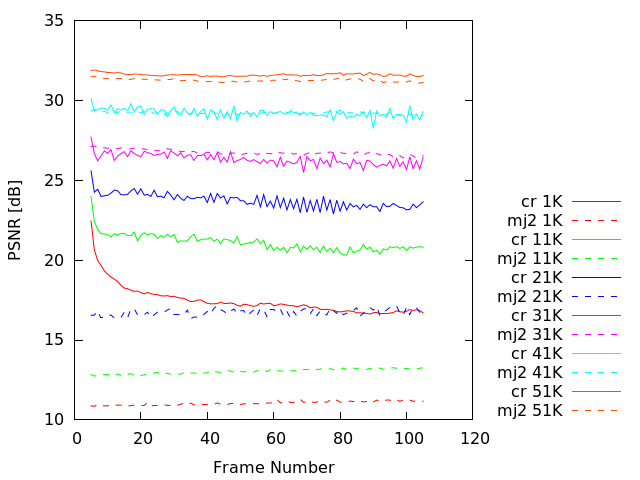 35
30
25
20
15
10
PSNR [dB]
0 20 40 60 80 100 120
Frame Number
cr 1K
mj2 1K
cr 11K
mj2 11K
cr 21K
mj2 21K
cr 31K
mj2 31K
cr 41K
mj2 41K
cr 51K
mj2 51K